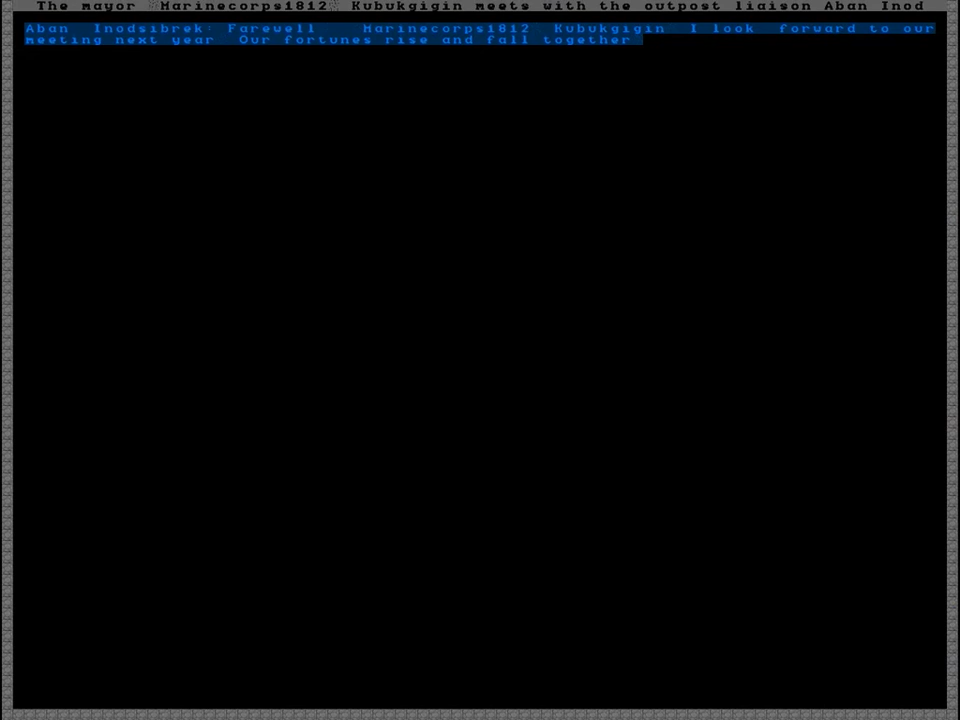 The mayor Marinecorps1812 Kubukgigin meets with the outpost liaison Aban Inod
Aban Inodsibrek: Farewell Marinecorps1812 Kubukgigin I look forward to our
meeting next year Our fortunes rise and fall together